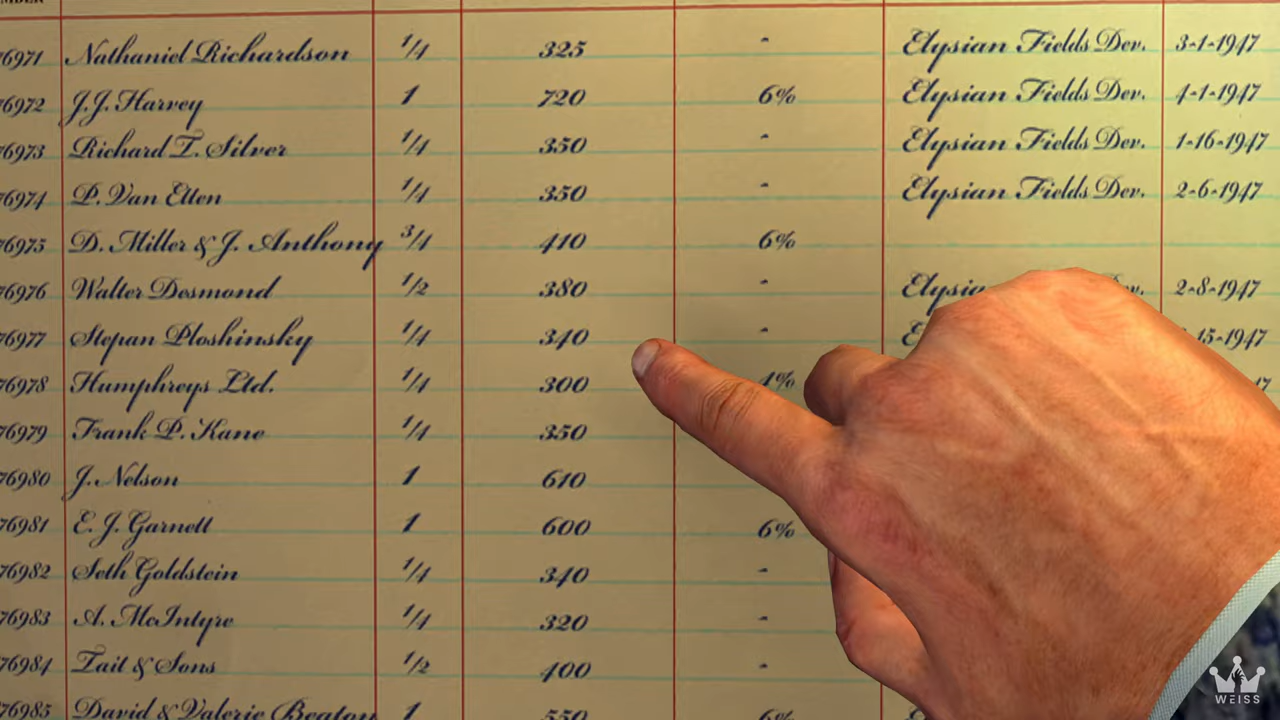 76971 Nathaniel Richardson 1/4 325 - Elysian Fields Dev. 3-1-1947
76972 J.J. Harvey 1 720 6% Elysian Fields Dev. 4-1-1947
76973 Richard T. Silver 1/4 350 - Elysian Fields Dev. 1-16-1947
76974 P. Van Etten 1/4 350 - Elysian Fields Dev. 2-6-1947
76975 D. Miller & J. Anthony 3/4 410 6%
76976 Walter Desmond 1/2 380 - 2-8-1947
76977 Stepan Ploshinsky 1/4 340 - 15-1947
76978 Humphreys Ltd. 1/4 300 4%
76979 Frank P. Kane 1/4 350
76980 J. Nelson 1 610
76981 E. J. Garnett 1 600 6%
76982 Seth Goldstein 1/4 340 -
76983 A. McIntyre 1/4 320 -
76984 Tait & Sons 1/2 400 -
76985 David & Valerie Beaton 1 550 6%
WEISS